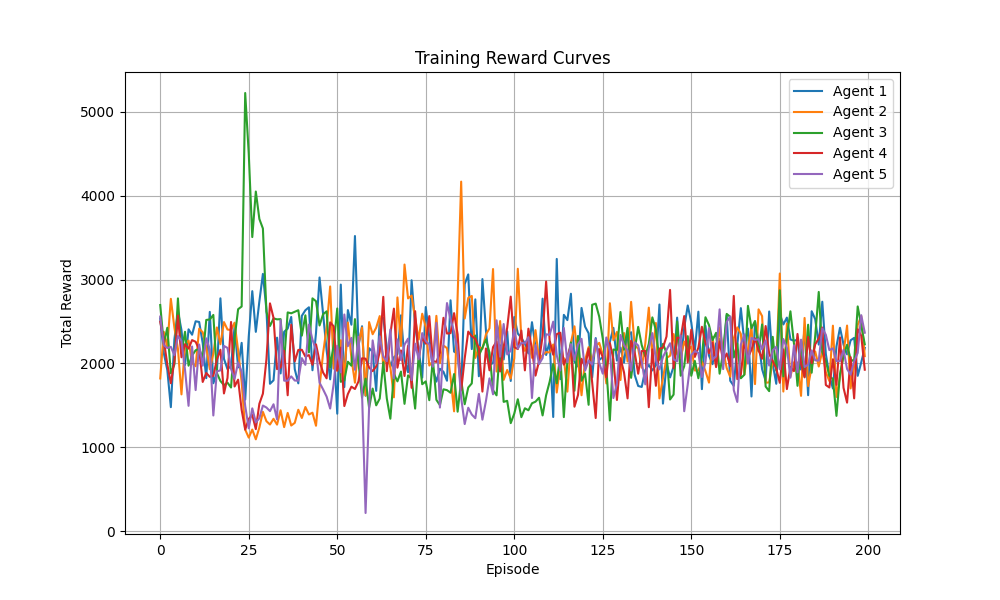 Training Reward Curves
Agent 1
Agent 2
Agent 3
Agent 4
Agent 5
Total Reward
5000
4000
3000
2000
1000
0
0 25 50 75 100 125 150 175 200
Episode